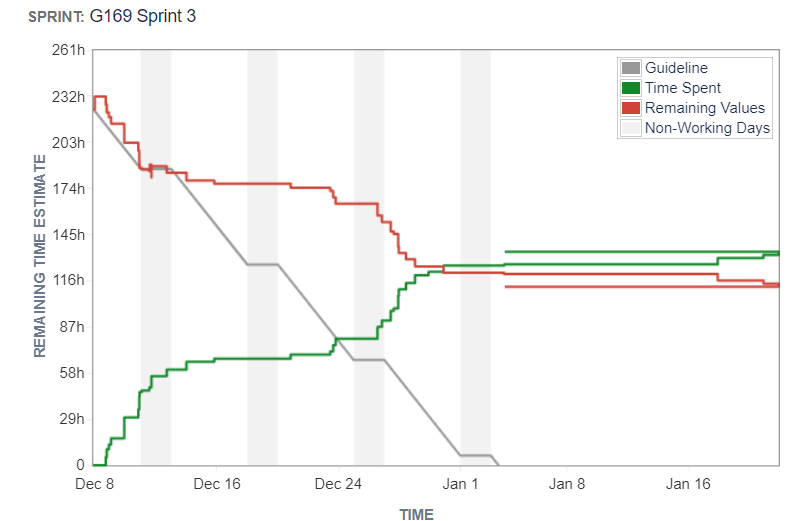 SPRINT: G169 Sprint 3
261h
232h
203h
174h
145h
116h
87h
58h
29h
0
REMAINING TIME ESTIMATE
Guideline
Time Spent
Remaining Values
Non-Working Days
Dec 8 Dec 16 Dec 24 Jan 1 Jan 8 Jan 16
TIME